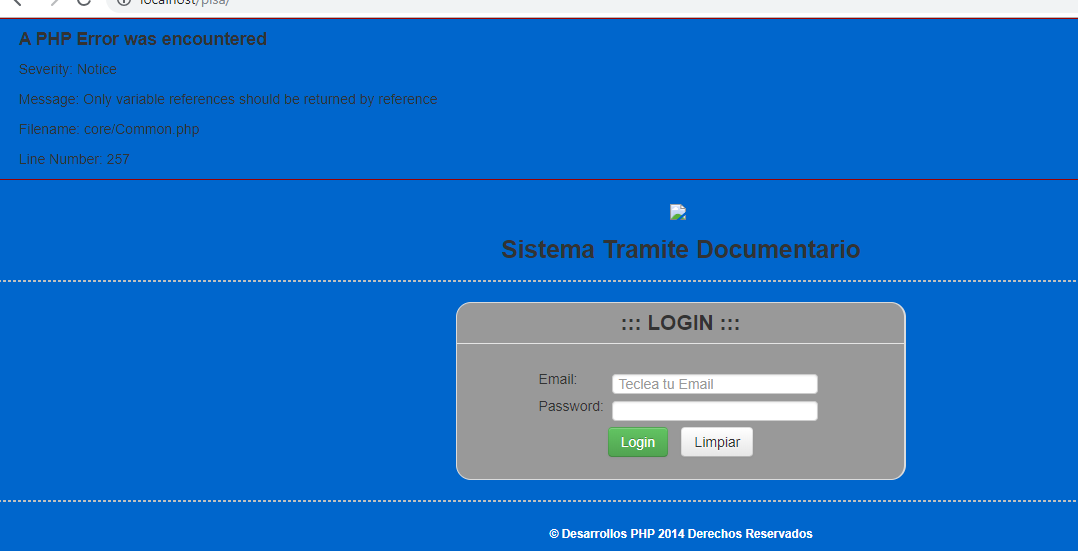 localhost/pisa/
A PHP Error was encountered
Severity: Notice
Message: Only variable references should be returned by reference
Filename: core/Common.php
Line Number: 257
Sistema Tramite Documentario
::: LOGIN :::
Email: Teclea tu Email
Password:
Login Limpiar
© Desarrollos PHP 2014 Derechos Reservados